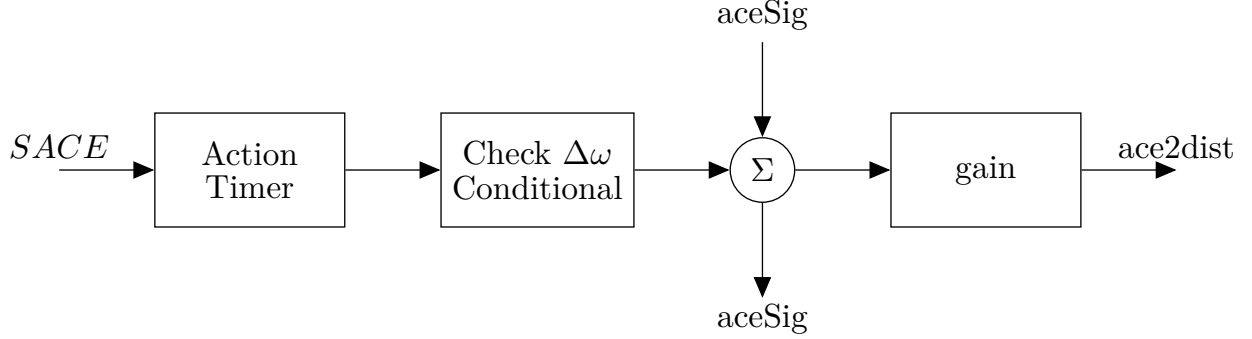 aceSig
SACE
Action
Timer
Check Δω
Conditional
Σ
gain
ace2dist
aceSig